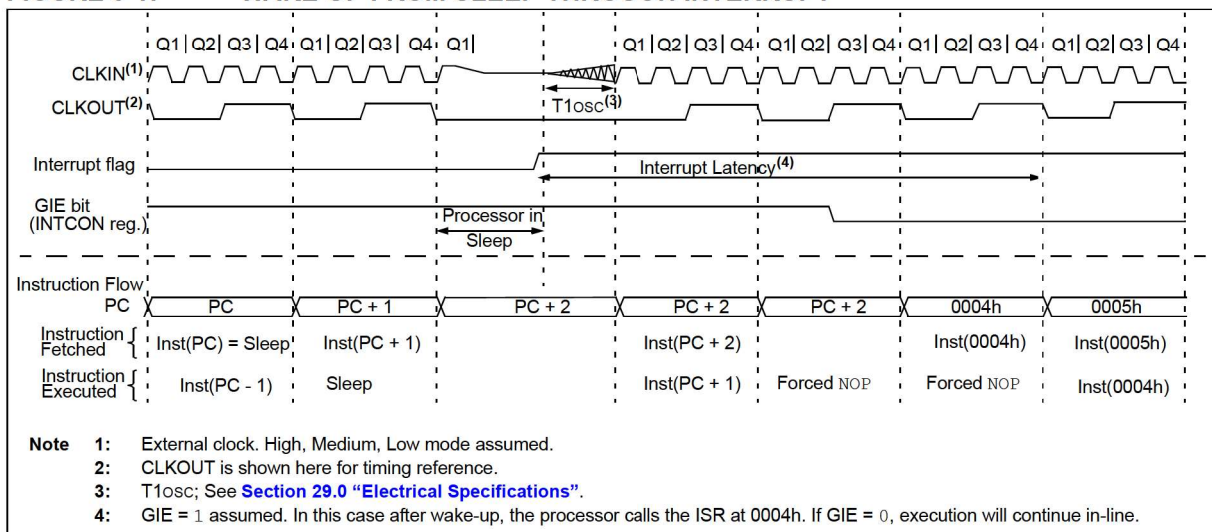 Q1| Q2| Q3| Q4 Q1| Q2| Q3| Q4 Q1| Q1| Q2| Q3| Q4 Q1| Q2| Q3| Q4 Q1| Q2| Q3| Q4 Q1| Q2| Q3| Q4
CLKIN(1)
T1OSC(3)
CLKOUT(2)
Interrupt flag
Interrupt Latency(4)
GIE bit
(INTCON reg.)
Processor in
Sleep
Instruction Flow
PC PC PC + 1 PC + 2 PC + 2 PC + 2 0004h 0005h
Instruction
Fetched
Inst(PC) = Sleep Inst(PC + 1) Inst(PC + 2) Inst(0004h) Inst(0005h)
Instruction
Executed
Inst(PC - 1) Sleep Inst(PC + 1) Forced NOP Forced NOP Inst(0004h)
Note 1: External clock. High, Medium, Low mode assumed.
2: CLKOUT is shown here for timing reference.
3: T1OSC; See Section 29.0 “Electrical Specifications”.
4: GIE = 1 assumed. In this case after wake-up, the processor calls the ISR at 0004h. If GIE = 0, execution will continue in-line.